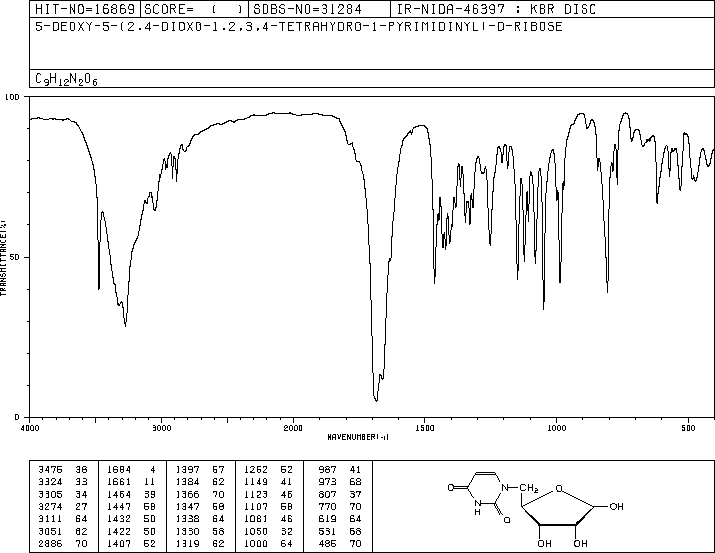 HIT-NO=16869 SCORE= ( ) SDBS-NO=31284 IR-NIDA-46397 : KBR DISC
5-DEOXY-5-(2,4-DIOXO-1,2,3,4-TETRAHYDRO-1-PYRIMIDINYL)-D-RIBOSE
C9H12N2O6
100
50
0
TRANSMITTANCE(%)
4000 3000 2000 1500 1000 500
WAVENUMBER(-1)
3475 38 1684 4 1397 57 1252 52 987 41
3324 33 1661 11 1384 62 1149 41 973 68
3305 34 1464 39 1366 70 1123 46 807 37
3274 27 1447 58 1347 58 1107 58 770 70
3111 64 1432 50 1338 64 1081 46 619 64
3051 62 1422 50 1330 58 1050 32 531 68
2886 70 1407 52 1319 62 1000 64 485 70
O N CH2 O OH
NH O
OH OH